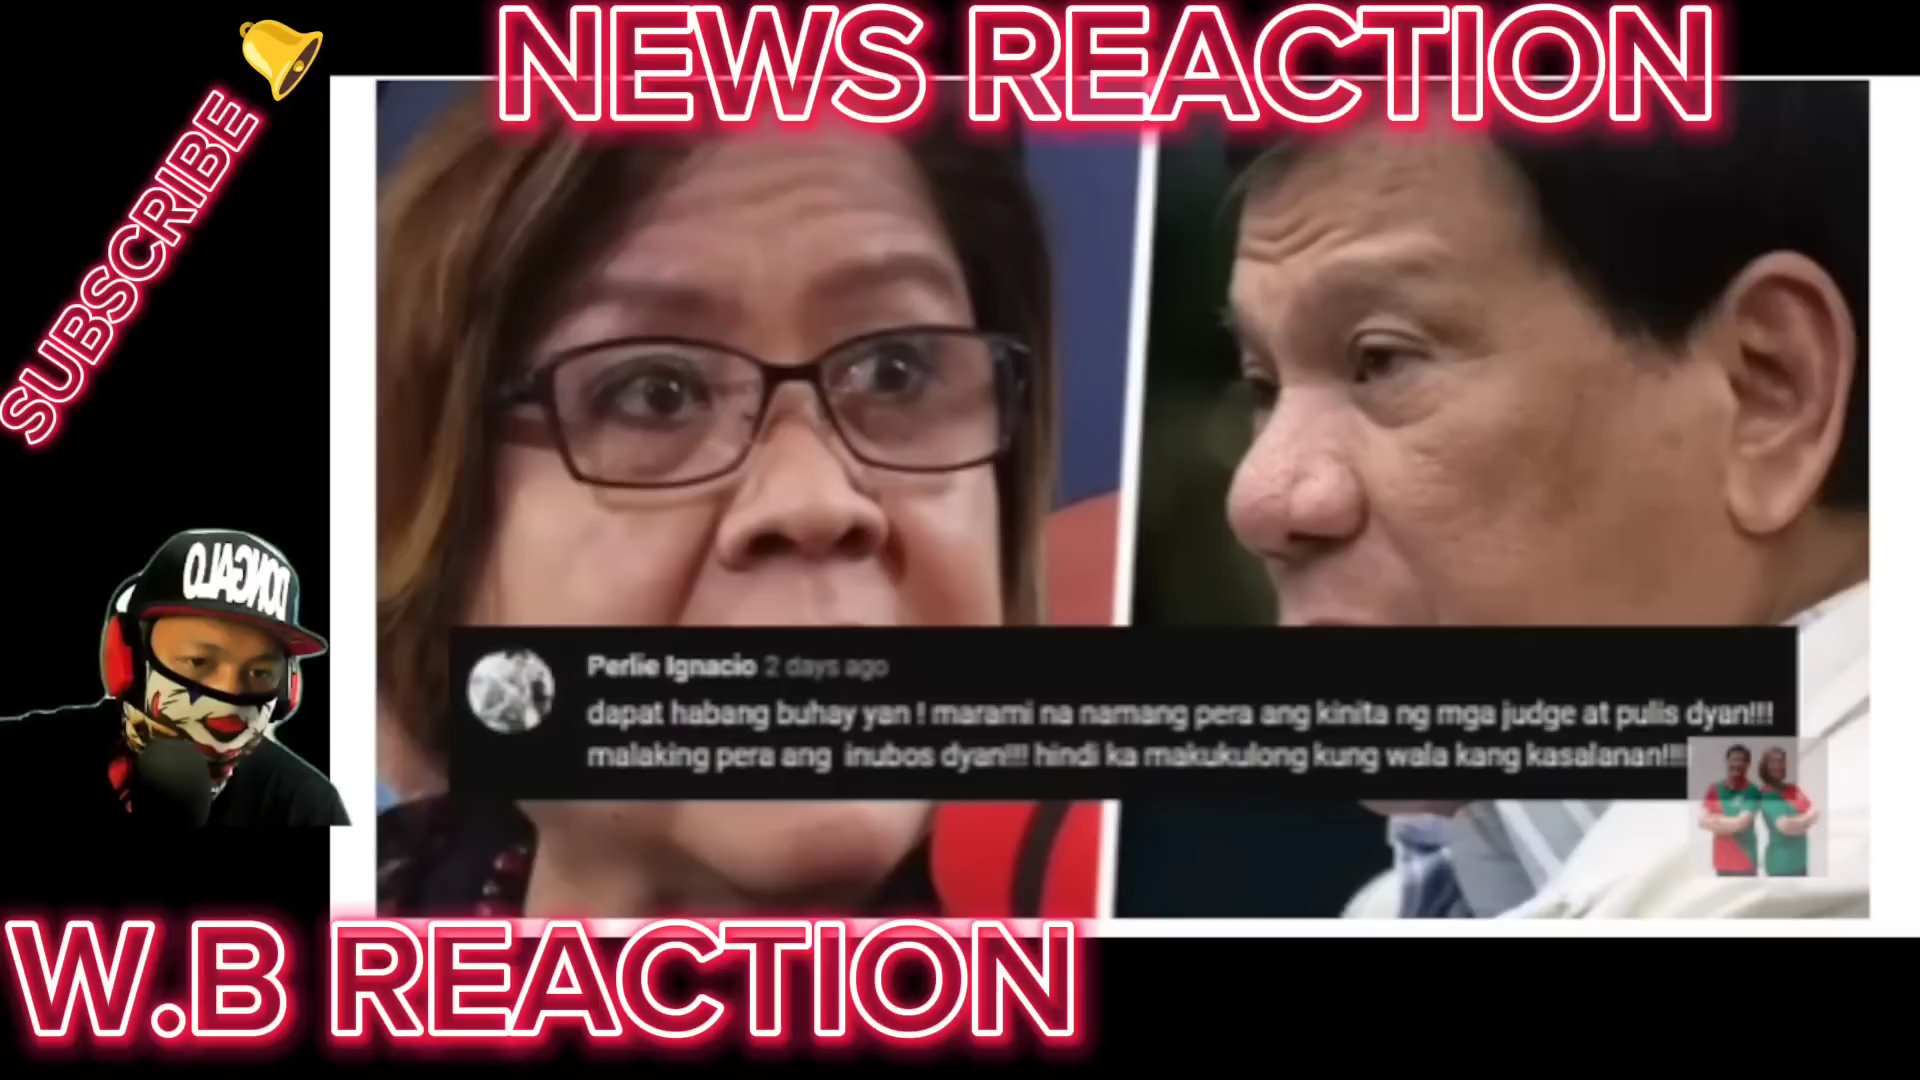 NEWS REACTION
SUBSCRIBE
DONGALO
Perlie Ignacio 2 days ago
dapat habang buhay yan ! marami na namang pera ang kinita ng mga judge at pulis dyan!!!
malaking pera ang inubos dyan!!! hindi ka makukulong kung wala kang kasalanan!!!
W.B REACTION